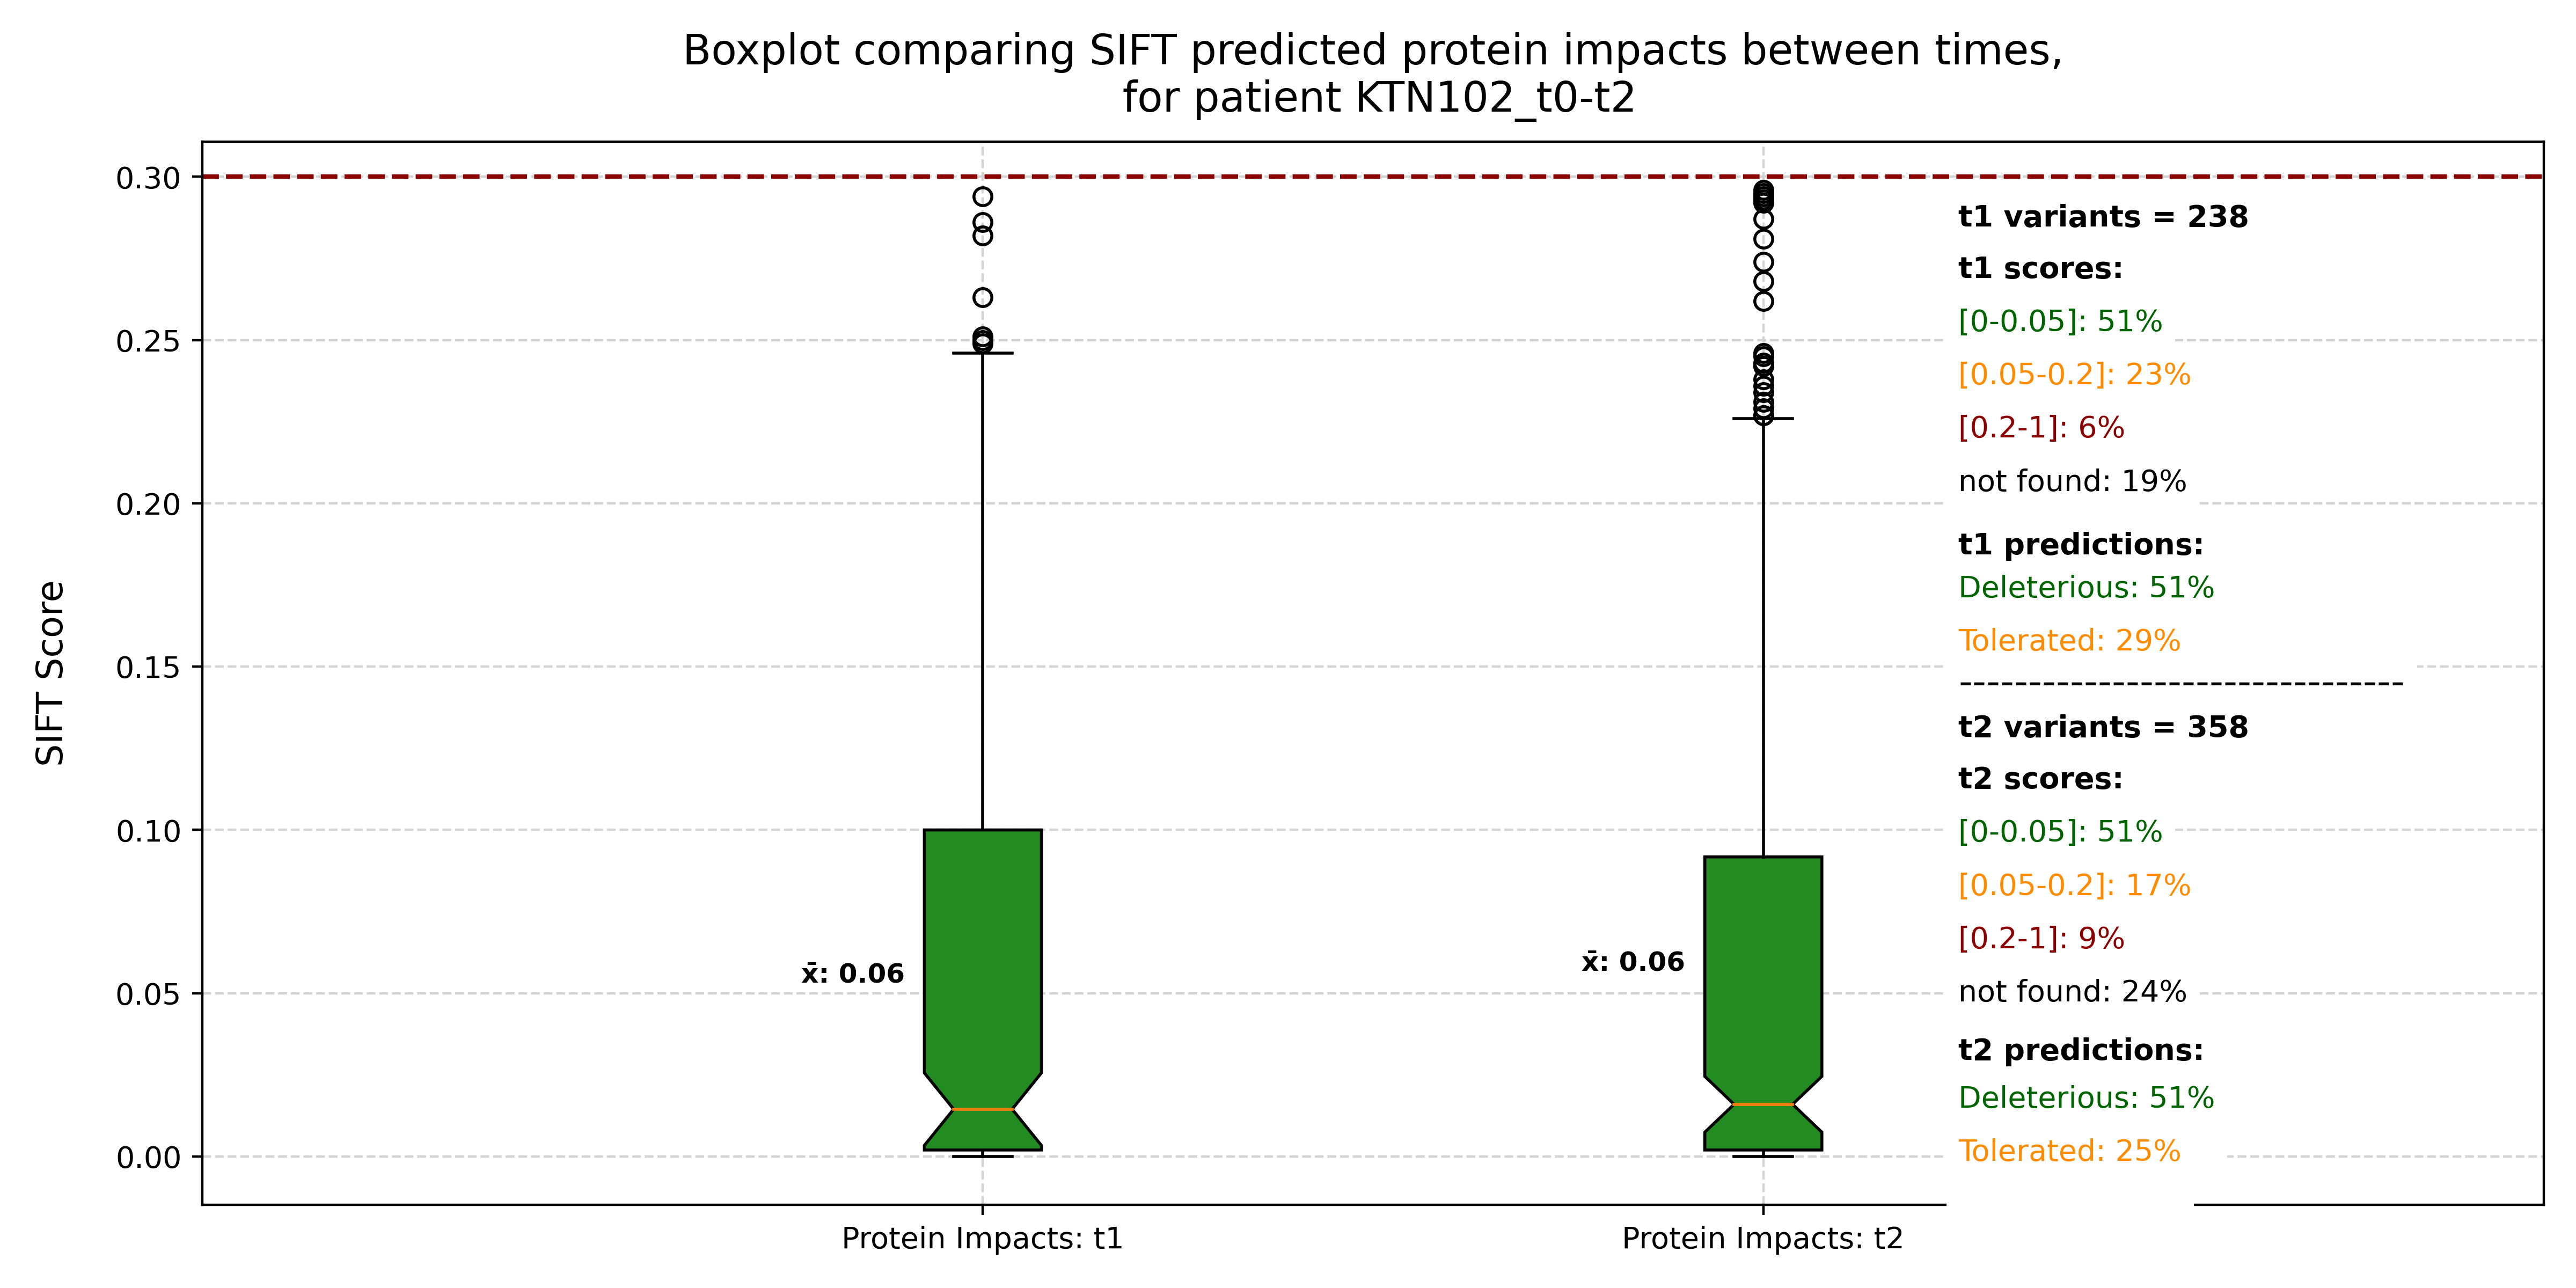 Boxplot comparing SIFT predicted protein impacts between times,
for patient KTN102_t0-t2
SIFT Score
0.30
0.25
0.20
0.15
0.10
0.05
0.00
x̄: 0.06
x̄: 0.06
Protein Impacts: t1
Protein Impacts: t2
t1 variants = 238
t1 scores:
[0-0.05]: 51%
[0.05-0.2]: 23%
[0.2-1]: 6%
not found: 19%
t1 predictions:
Deleterious: 51%
Tolerated: 29%
--------------------------------
t2 variants = 358
t2 scores:
[0-0.05]: 51%
[0.05-0.2]: 17%
[0.2-1]: 9%
not found: 24%
t2 predictions:
Deleterious: 51%
Tolerated: 25%